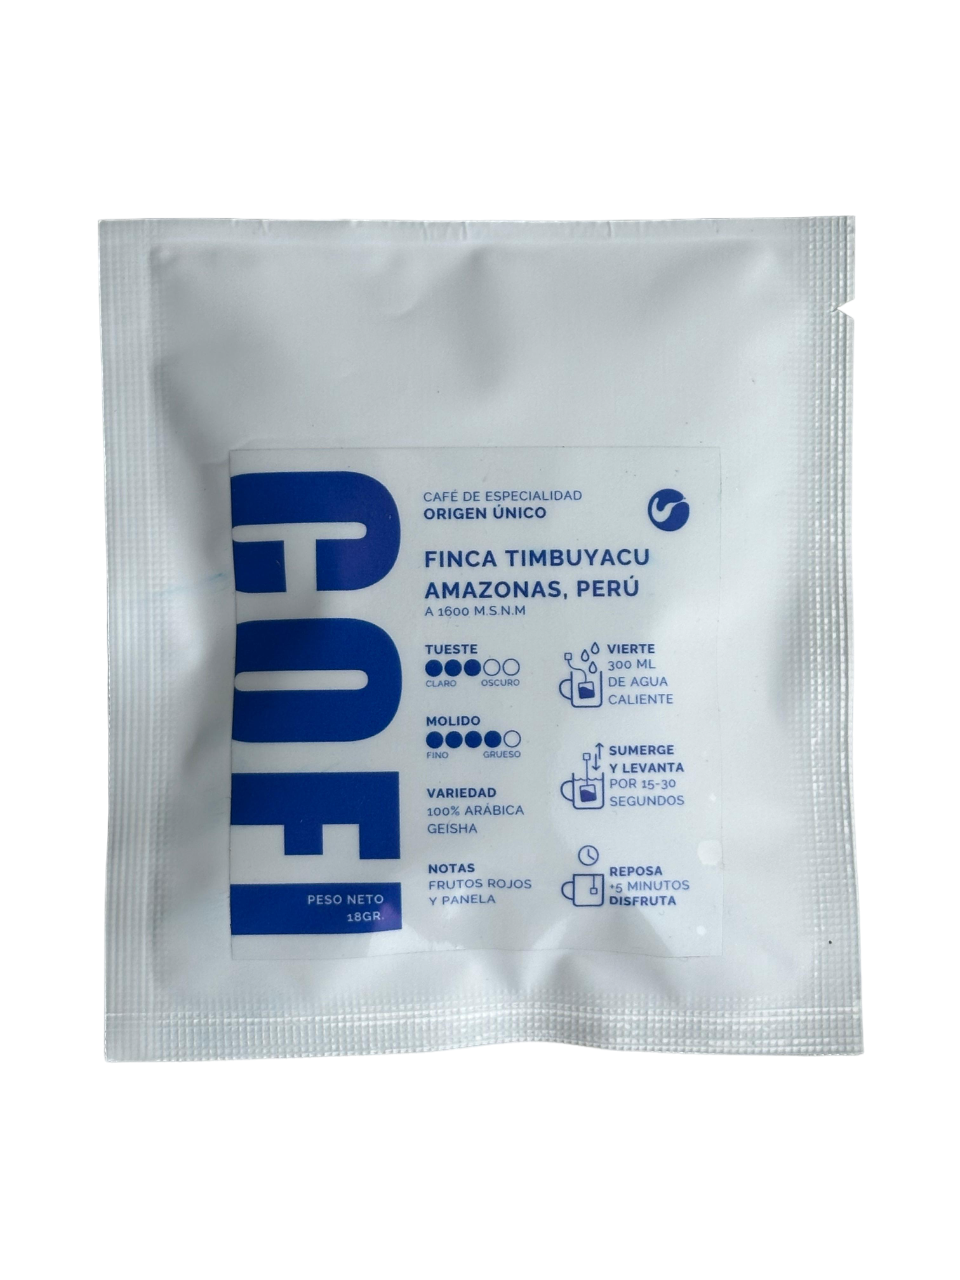 COFI
PESO NETO
18GR.
CAFÉ DE ESPECIALIDAD
ORIGEN ÚNICO
FINCA TIMBUYACU
AMAZONAS, PERÚ
A 1600 M.S.N.M
TUESTE
CLARO OSCURO
MOLIDO
FINO GRUESO
VARIEDAD
100% ARÁBICA
GEISHA
NOTAS
FRUTOS ROJOS
Y PANELA
VIERTE
300 ML
DE AGUA
CALIENTE
SUMERGE
Y LEVANTA
POR 15-30
SEGUNDOS
REPOSA
+5 MINUTOS
DISFRUTA